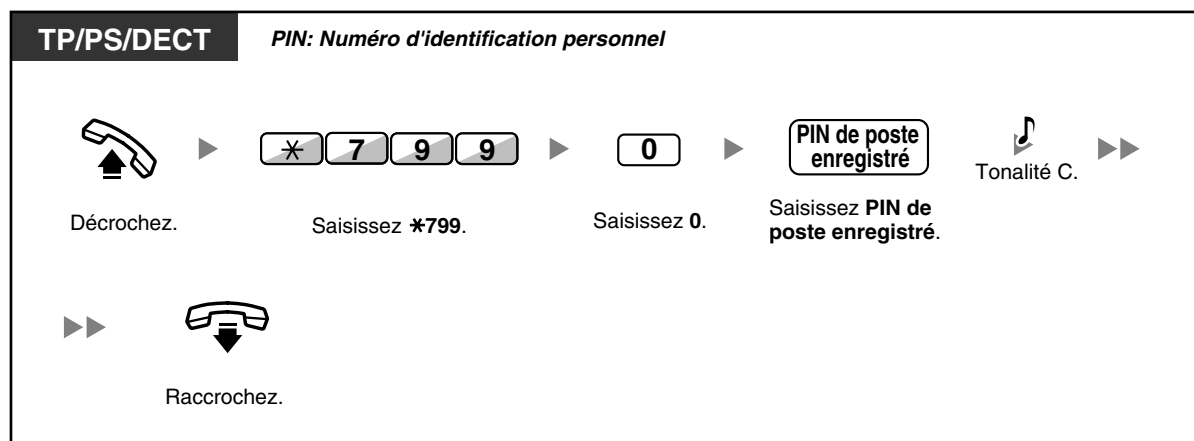 TP/PS/DECT
PIN: Numéro d'identification personnel
* 7 9 9
0
PIN de poste
enregistré
Tonalité C.
Décrochez.
Saisissez *799.
Saisissez 0.
Saisissez PIN de
poste enregistré.
Raccrochez.